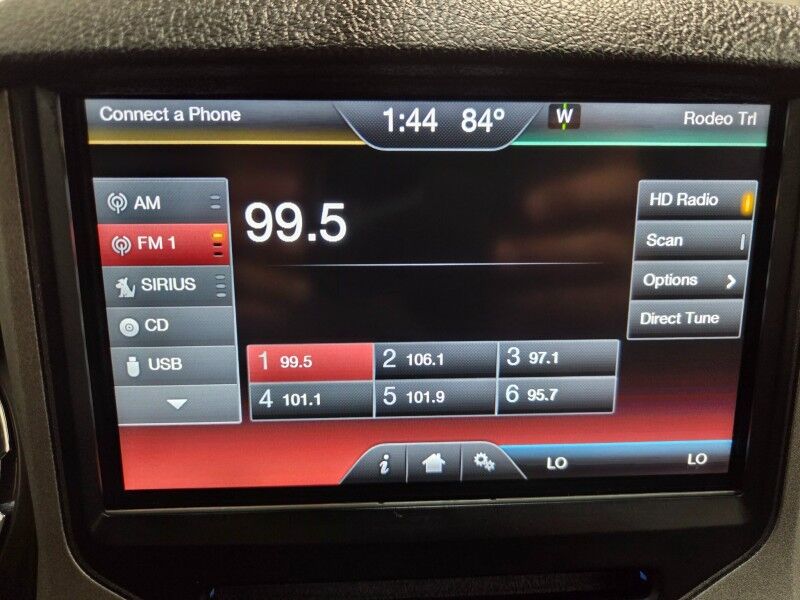 Connect a Phone
1:44 84°
W
Rodeo Trl
AM
FM 1
SIRIUS
CD
USB
99.5
HD Radio
Scan
Options
Direct Tune
1 99.5
2 106.1
3 97.1
4 101.1
5 101.9
6 95.7
i
LO
LO